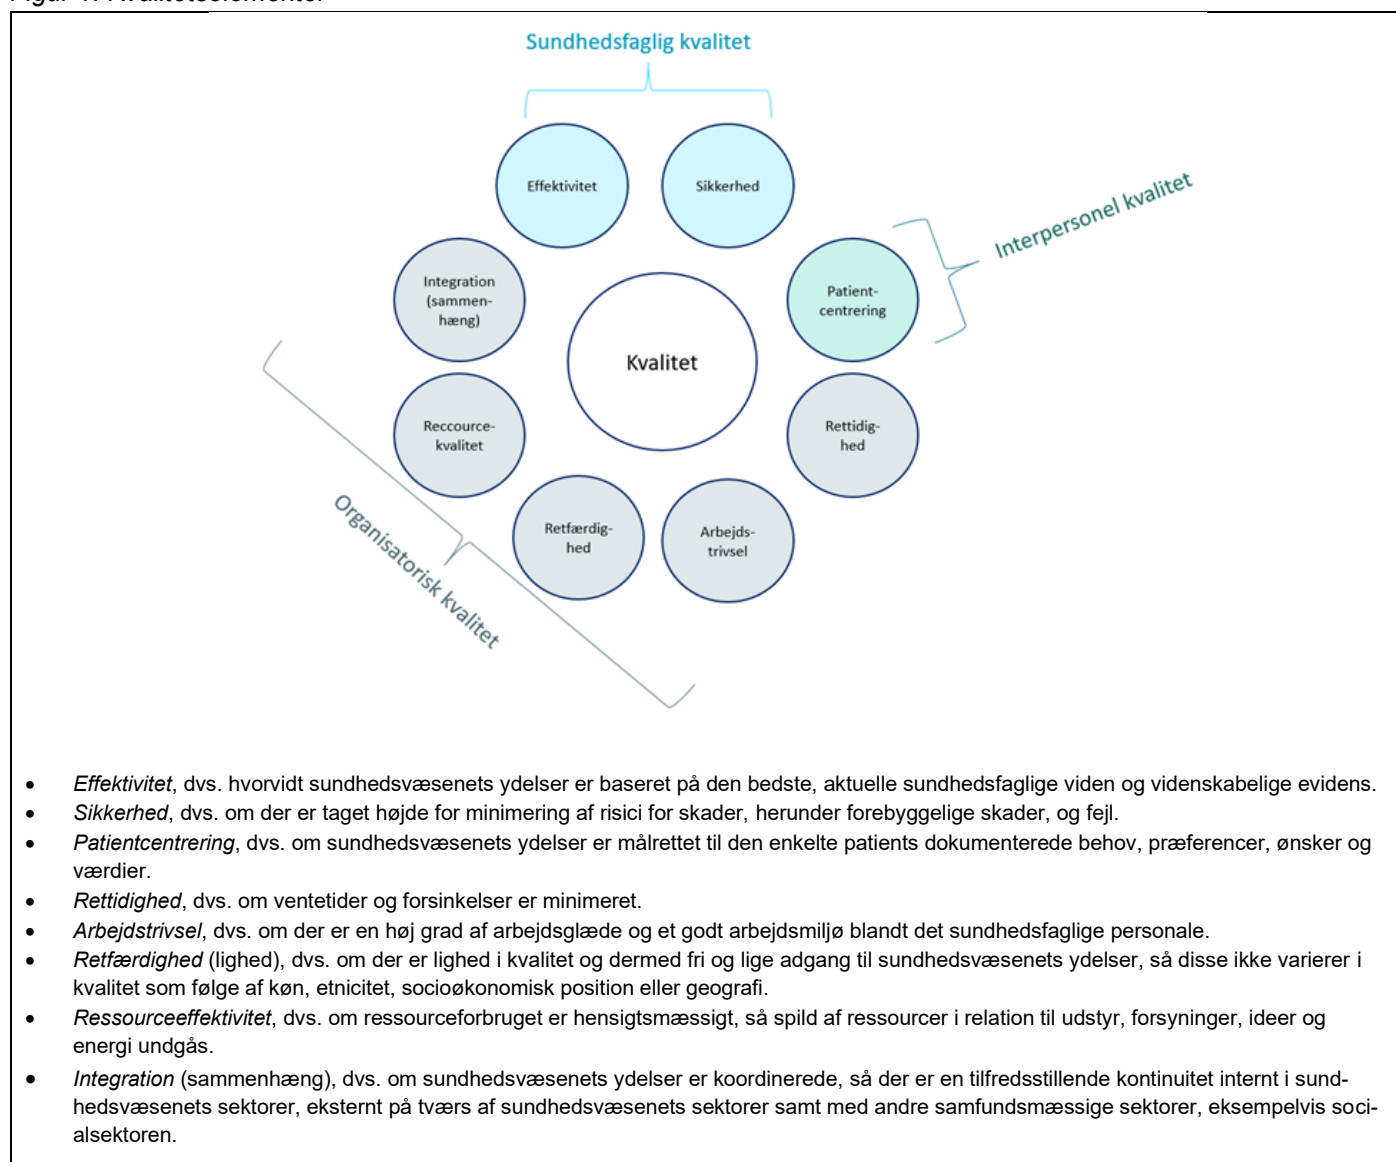 Sundhedsfaglig kvalitet
Effektivitet
Sikkerhed
Interpersonel kvalitet
Integration
(sammen-
hæng)
Patient-
centrering
Kvalitet
Reccource-
kvalitet
Rettidig-
hed
Organisatorisk kvalitet
Retfærdig-
hed
Arbejds-
trivsel
• Effektivitet, dvs. hvorvidt sundhedsvæsenets ydelser er baseret på den bedste, aktuelle sundhedsfaglige viden og videnskabelige evidens.
• Sikkerhed, dvs. om der er taget højde for minimering af risici for skader, herunder forebyggelige skader, og fejl.
• Patientcentrering, dvs. om sundhedsvæsenets ydelser er målrettet til den enkelte patients dokumenterede behov, præferencer, ønsker og
værdier.
• Rettidighed, dvs. om ventetider og forsinkelser er minimeret.
• Arbejdstrivsel, dvs. om der er en høj grad af arbejdsglæde og et godt arbejdsmiljø blandt det sundhedsfaglige personale.
• Retfærdighed (lighed), dvs. om der er lighed i kvalitet og dermed fri og lige adgang til sundhedsvæsenets ydelser, så disse ikke varierer i
kvalitet som følge af køn, etnicitet, socioøkonomisk position eller geografi.
• Ressourceeffektivitet, dvs. om ressourceforbruget er hensigtsmæssigt, så spild af ressourcer i relation til udstyr, forsyninger, ideer og
energi undgås.
• Integration (sammenhæng), dvs. om sundhedsvæsenets ydelser er koordinerede, så der er en tilfredsstillende kontinuitet internt i sund-
hedsvæsenets sektorer, eksternt på tværs af sundhedsvæsenets sektorer samt med andre samfundsmæssige sektorer, eksempelvis soci-
alsektoren.